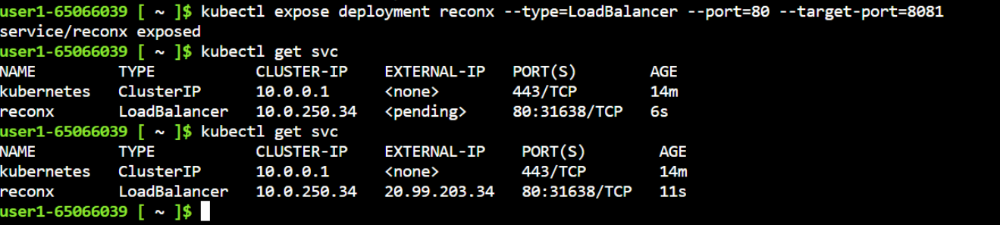 user1-65066039 [ ~ ]$ kubectl expose deployment reconx --type=LoadBalancer --port=80 --target-port=8081
service/reconx exposed
user1-65066039 [ ~ ]$ kubectl get svc
NAME         TYPE           CLUSTER-IP    EXTERNAL-IP   PORT(S)        AGE
kubernetes   ClusterIP      10.0.0.1      <none>        443/TCP        14m
reconx       LoadBalancer   10.0.250.34   <pending>     80:31638/TCP   6s
user1-65066039 [ ~ ]$ kubectl get svc
NAME         TYPE           CLUSTER-IP    EXTERNAL-IP    PORT(S)        AGE
kubernetes   ClusterIP      10.0.0.1      <none>         443/TCP        14m
reconx       LoadBalancer   10.0.250.34   20.99.203.34   80:31638/TCP   11s
user1-65066039 [ ~ ]$